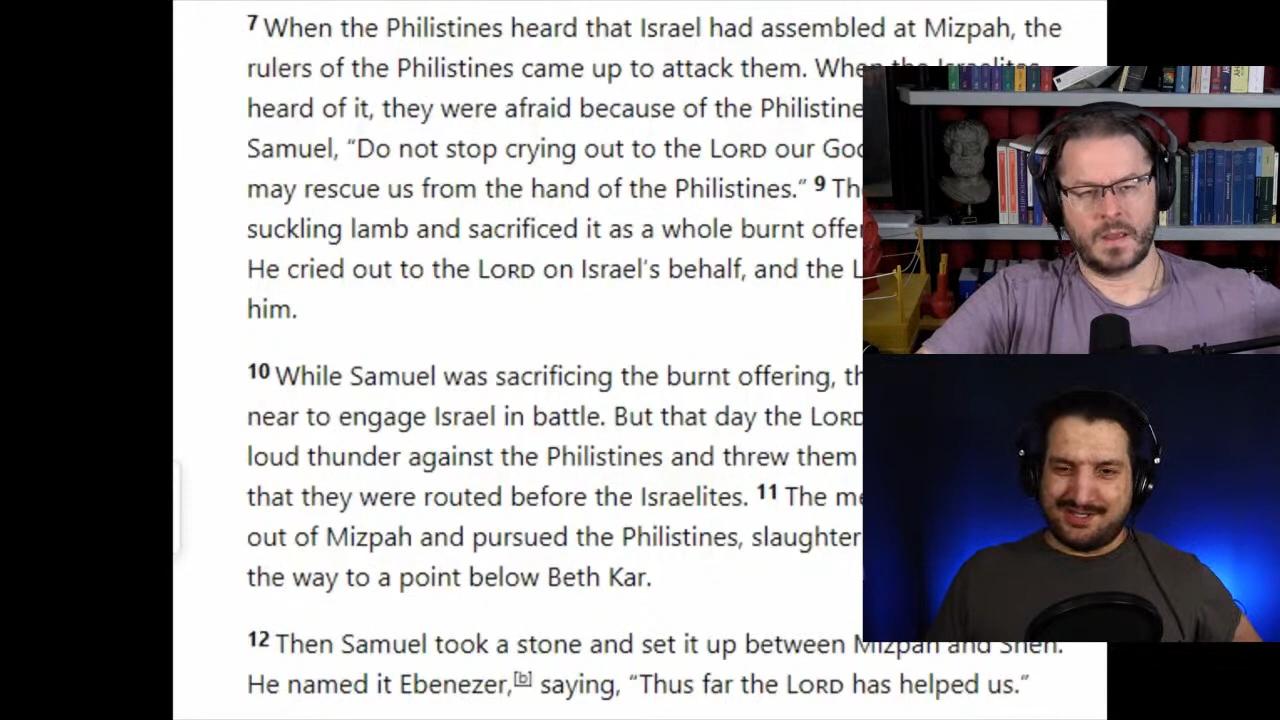 7 When the Philistines heard that Israel had assembled at Mizpah, the
rulers of the Philistines came up to attack them. When the Israelites
heard of it, they were afraid because of the Philistine
Samuel, “Do not stop crying out to the LORD our God
may rescue us from the hand of the Philistines.” 9 Th
suckling lamb and sacrificed it as a whole burnt offer
He cried out to the LORD on Israel’s behalf, and the L
him.
10 While Samuel was sacrificing the burnt offering, th
near to engage Israel in battle. But that day the LORD
loud thunder against the Philistines and threw them
that they were routed before the Israelites. 11 The me
out of Mizpah and pursued the Philistines, slaughter
the way to a point below Beth Kar.
12 Then Samuel took a stone and set it up between Mizpah and Shen.
He named it Ebenezer,[b] saying, “Thus far the LORD has helped us.”